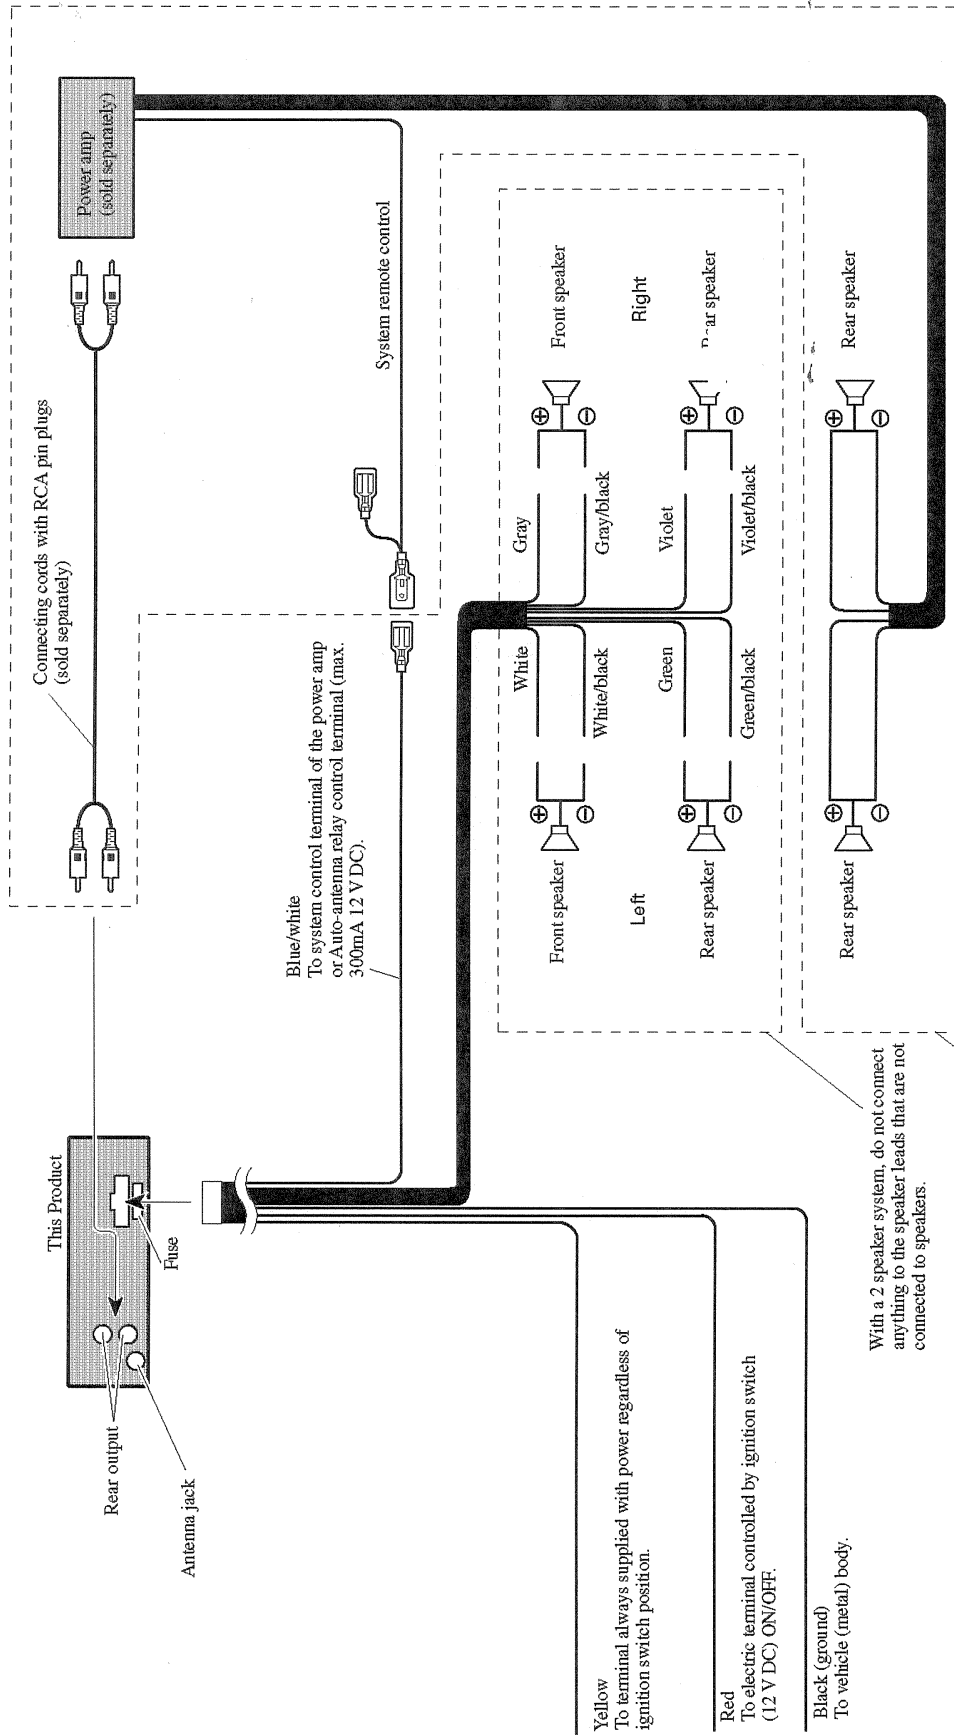 This Product
Rear output
Antenna jack
Fuse
Connecting cords with RCA pin plugs
(sold separately)
Power amp
(sold separately)
System remote control
Blue/white
To system control terminal of the power amp
or Auto-antenna relay control terminal (max.
300mA 12 V DC).
Yellow
To terminal always supplied with power regardless of
ignition switch position.
Red
To electric terminal controlled by ignition switch
(12 V DC) ON/OFF.
Black (ground)
To vehicle (metal) body.
White
Gray
Front speaker
⊕
⊕
Front speaker
⊖
⊖
White/black
Gray/black
Left
Right
Green
Violet
Rear speaker
⊕
⊕
speaker
⊖
⊖
Green/black
Violet/black
Rear speaker
⊕
⊕
Rear speaker
⊖
⊖
With a 2 speaker system, do not connect
anything to the speaker leads that are not
connected to speakers.